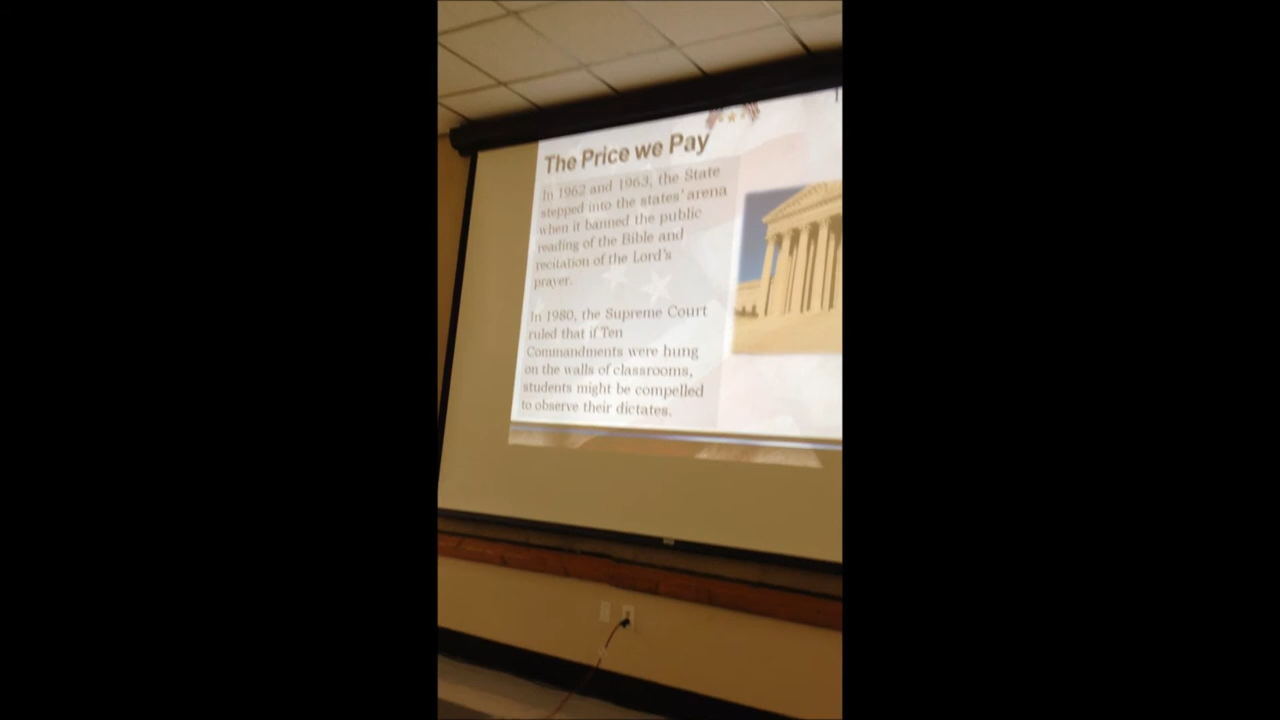 The Price we Pay
In 1962 and 1963, the State
stepped into the states' arena
when it banned the public
reading of the Bible and
recitation of the Lord's
prayer.
In 1980, the Supreme Court
ruled that if Ten
Commandments were hung
on the walls of classrooms,
students might be compelled
to observe their dictates.